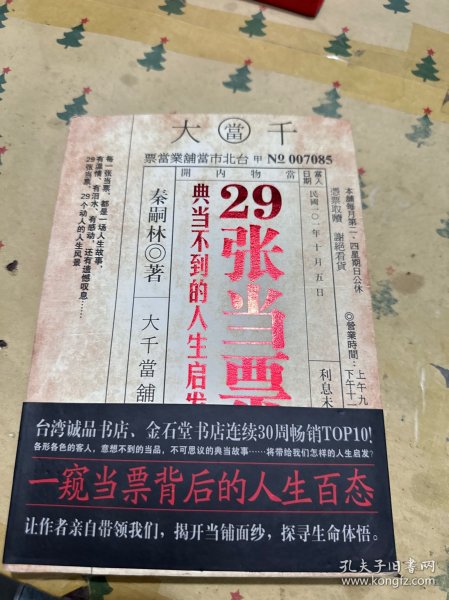 大當千
票當業舖當市北台 甲 No 007085
開內物當
當人
日期
民國一〇一年十月五日
本舖每月第二、四星期日公休
憑票取贖 謝絕看貨
◎營業時間：上午九
下午十一
利息
29张当票
典当不到的人生启发
秦嗣林◎著
大千當舖
每一张当票，都是一场人生故事，
有温情、有泪水、有感动，还有遗憾叹息……
29张当票，29个动人的人生风景
台湾诚品书店、金石堂书店连续30周畅销TOP10!
各形各色的客人，意想不到的当品，不可思议的典当故事……将带给我们怎样的人生启发?
一窥当票背后的人生百态
让作者亲自带领我们，揭开当铺面纱，探寻生命体悟。
孔夫子旧书网
www.kongfz.com